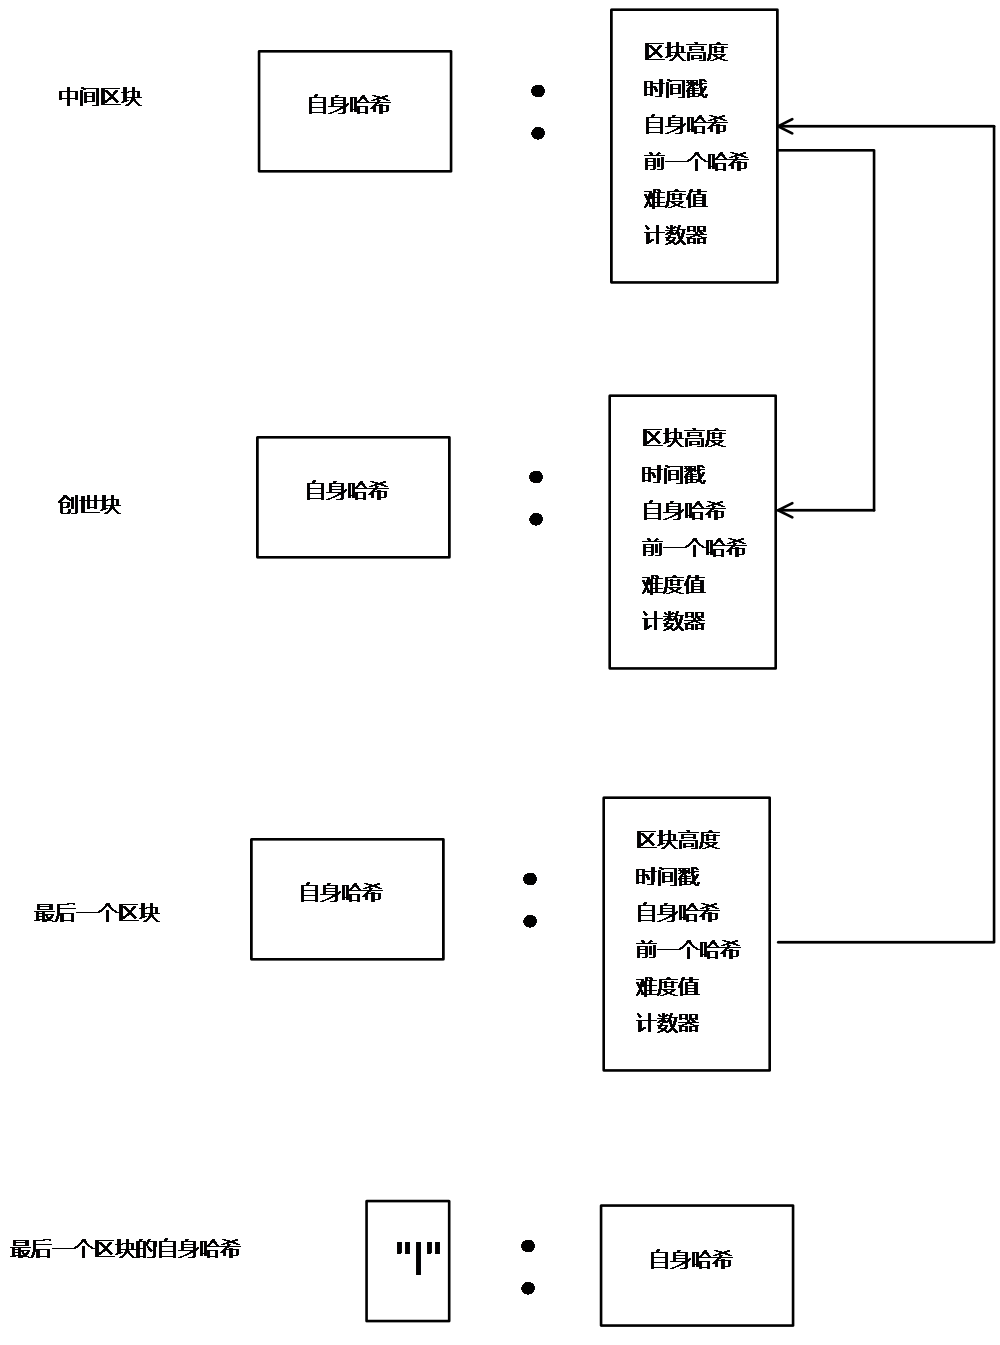 中间区块
自身哈希
区块高度
时间戳
自身哈希
前一个哈希
难度值
计数器
创世块
自身哈希
区块高度
时间戳
自身哈希
前一个哈希
难度值
计数器
最后一个区块
自身哈希
区块高度
时间戳
自身哈希
前一个哈希
难度值
计数器
最后一个区块的自身哈希
"l"
自身哈希